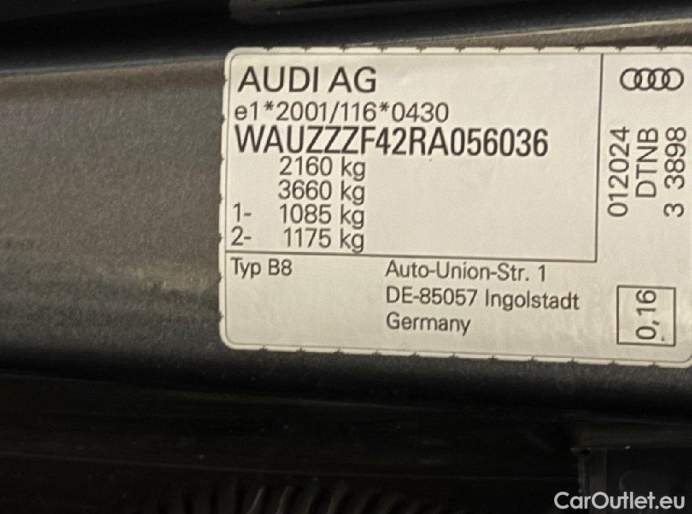 AUDI AG
e1*2001/116*0430
WAUZZZF42RA056036
2160 kg
3660 kg
1- 1085 kg
2- 1175 kg
Typ B8
Auto-Union-Str. 1
DE-85057 Ingolstadt
Germany
012024
DTNB
3 3898
0,16
CarOutlet.eu